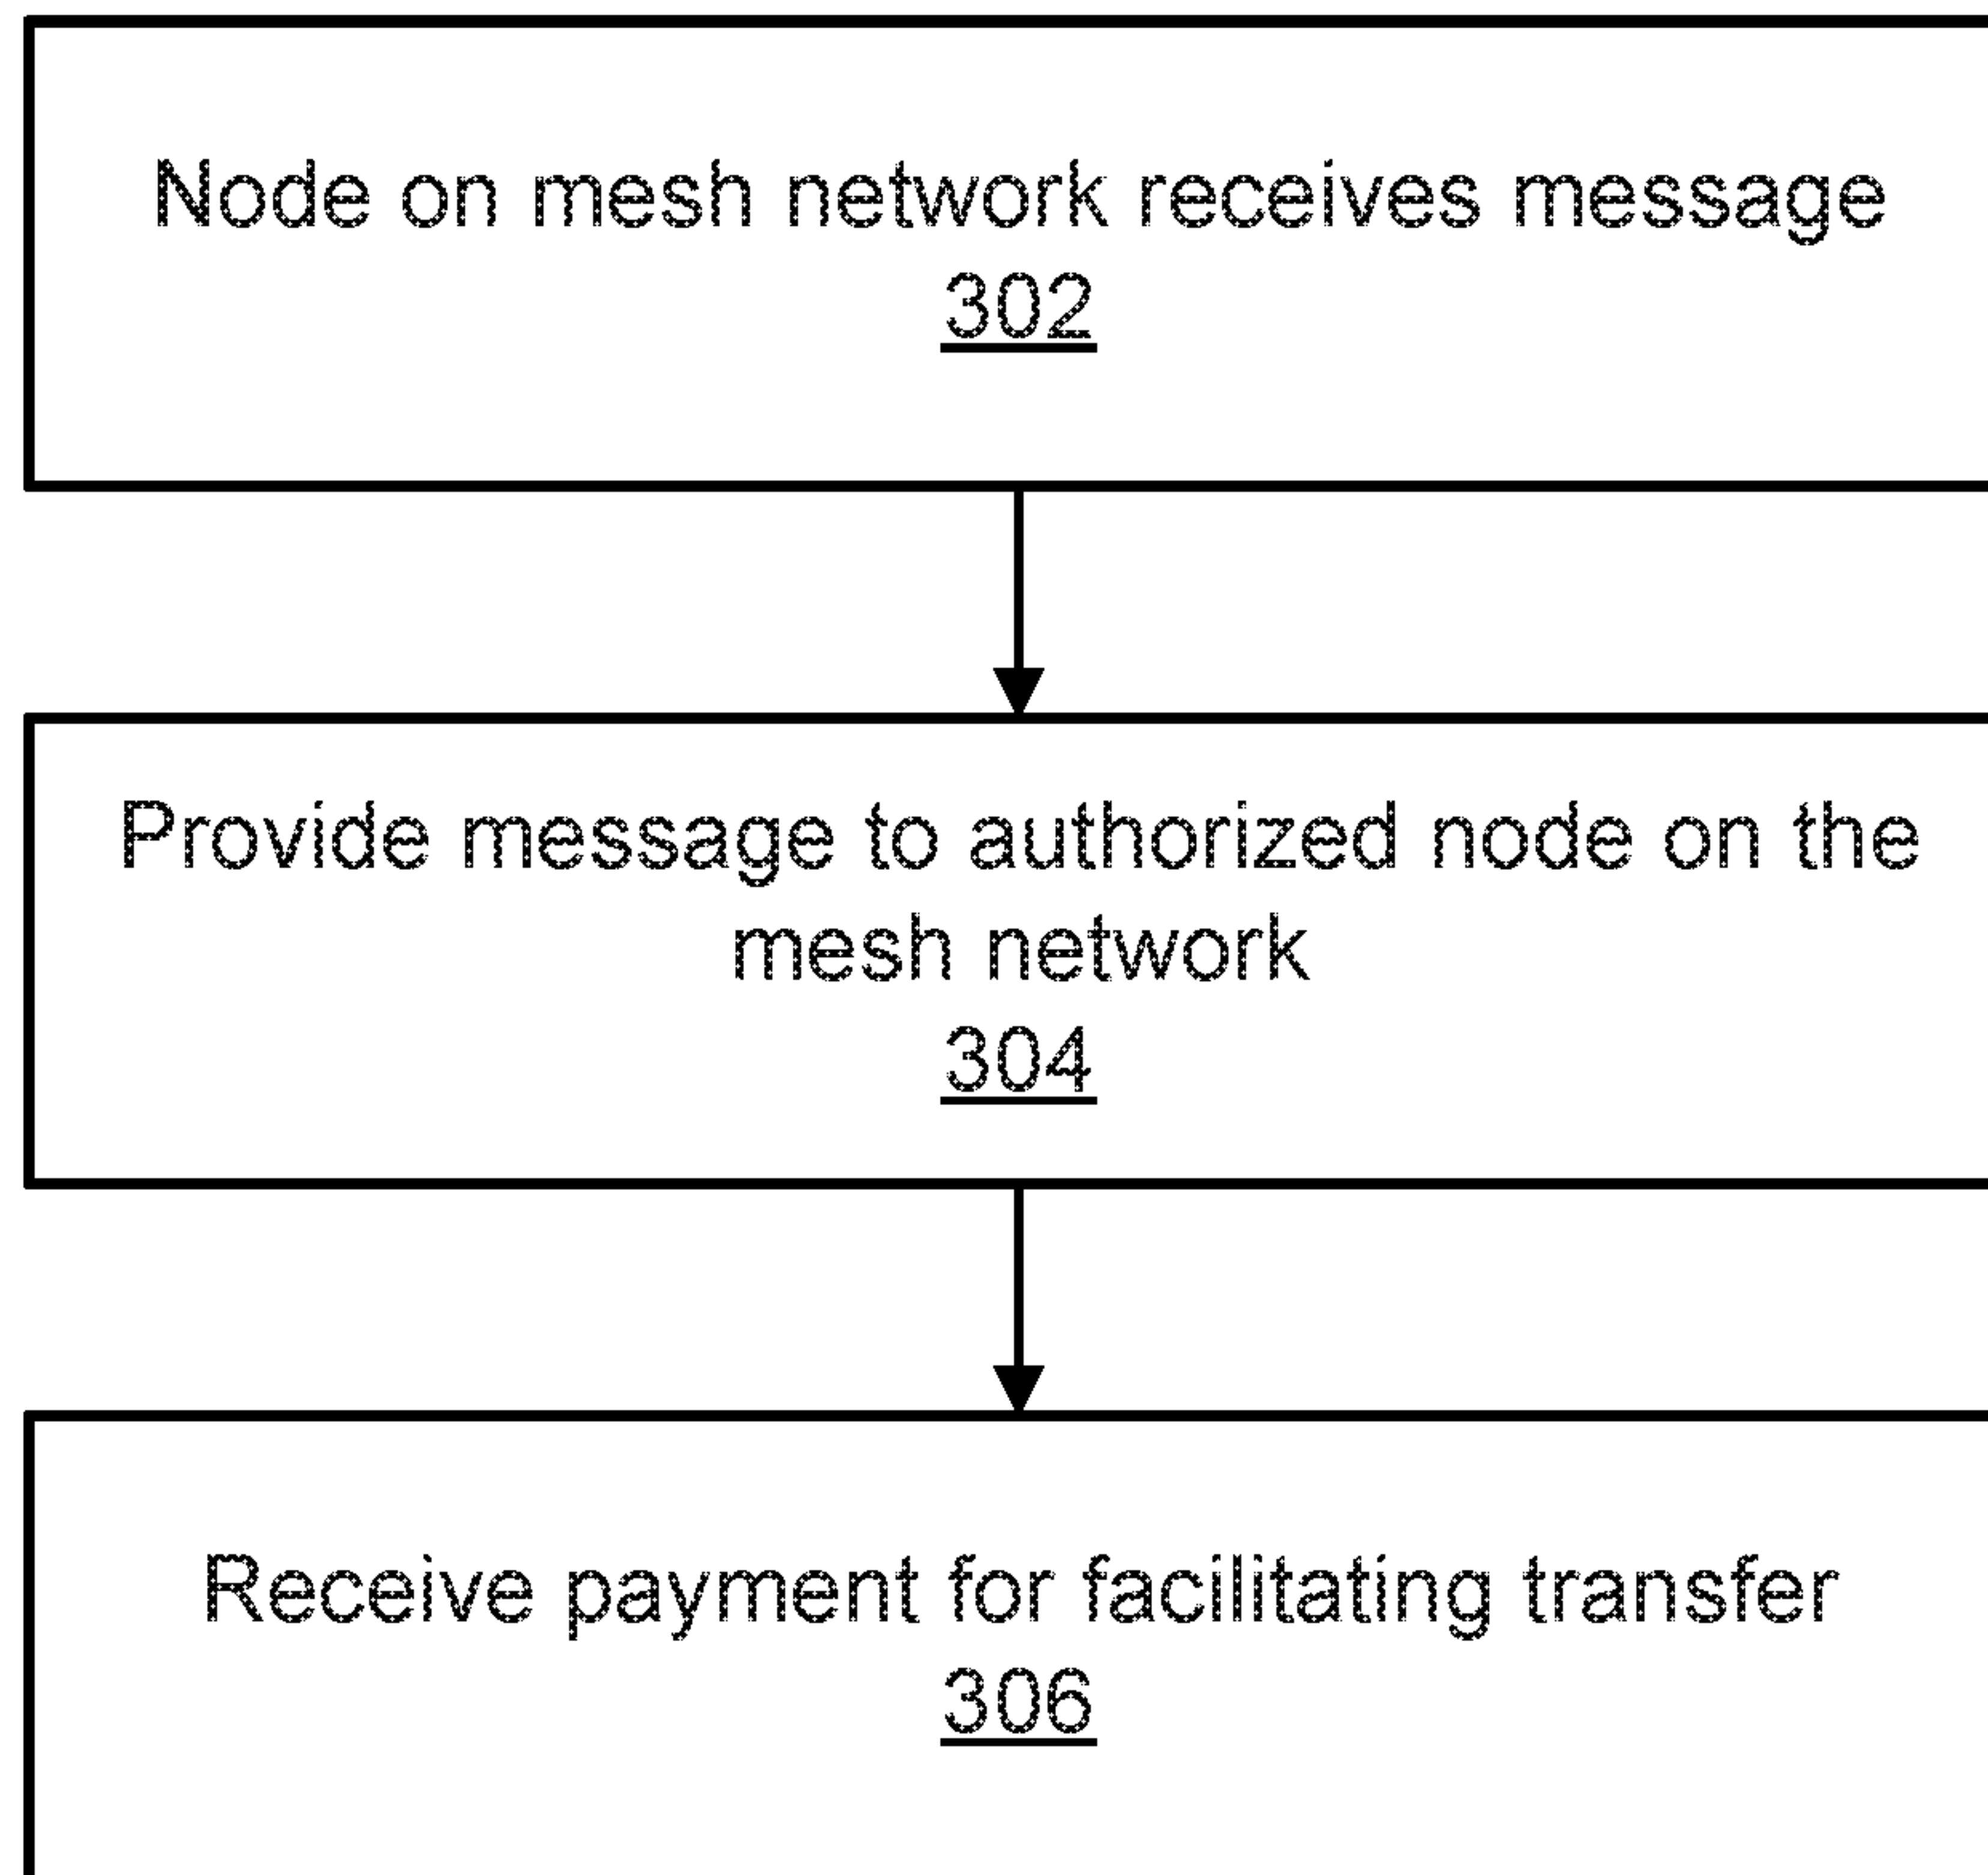 Node on mesh network receives message
302
Provide message to authorized node on the
mesh network
304
Receive payment for facilitating transfer
306